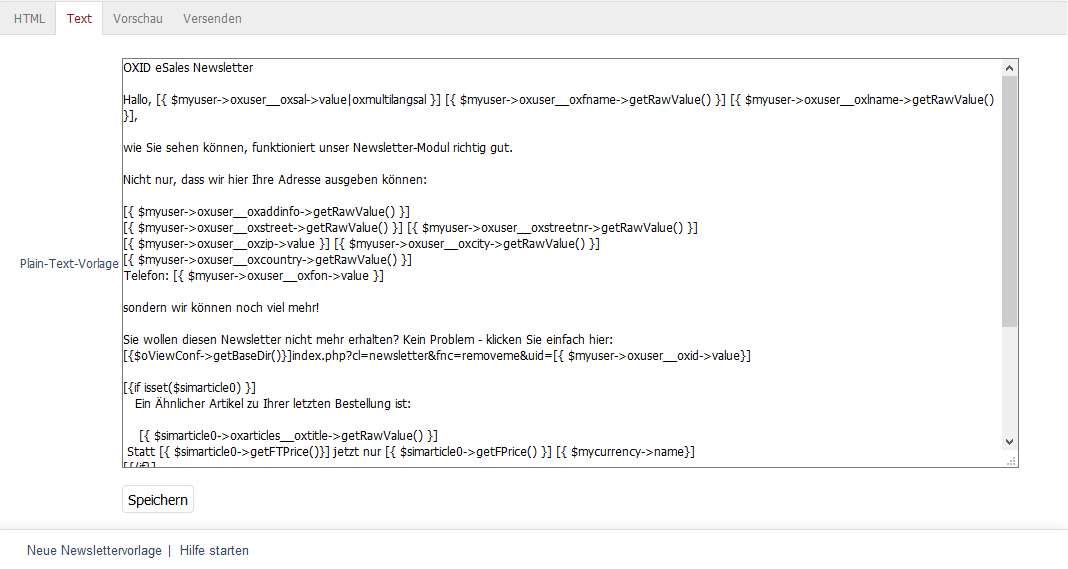 HTML Text Vorschau Versenden
OXID eSales Newsletter
Hallo, [{ $myuser->oxuser__oxsal->value|oxmultilangsal }] [{ $myuser->oxuser__oxfname->getRawValue() }] [{ $myuser->oxuser__oxlname->getRawValue()
}],
wie Sie sehen können, funktioniert unser Newsletter-Modul richtig gut.
Nicht nur, dass wir hier Ihre Adresse ausgeben können:
[{ $myuser->oxuser__oxaddinfo->getRawValue() }]
[{ $myuser->oxuser__oxstreet->getRawValue() }] [{ $myuser->oxuser__oxstreetnr->getRawValue() }]
[{ $myuser->oxuser__oxzip->value }] [{ $myuser->oxuser__oxcity->getRawValue() }]
[{ $myuser->oxuser__oxcountry->getRawValue() }]
Plain-Text-Vorlage
Telefon: [{ $myuser->oxuser__oxfon->value }]
sondern wir können noch viel mehr!
Sie wollen diesen Newsletter nicht mehr erhalten? Kein Problem - klicken Sie einfach hier:
[{$oViewConf->getBaseDir()}]index.php?cl=newsletter&fnc=removeme&uid=[{ $myuser->oxuser__oxid->value}]
[{if isset($simarticle0) }]
Ein Ähnlicher Artikel zu Ihrer letzten Bestellung ist:
[{ $simarticle0->oxarticles__oxtitle->getRawValue() }]
Statt [{ $simarticle0->getFTPrice()}] jetzt nur [{ $simarticle0->getFPrice() }] [{ $mycurrency->name}]
[{/if}]
Speichern
Neue Newslettervorlage | Hilfe starten